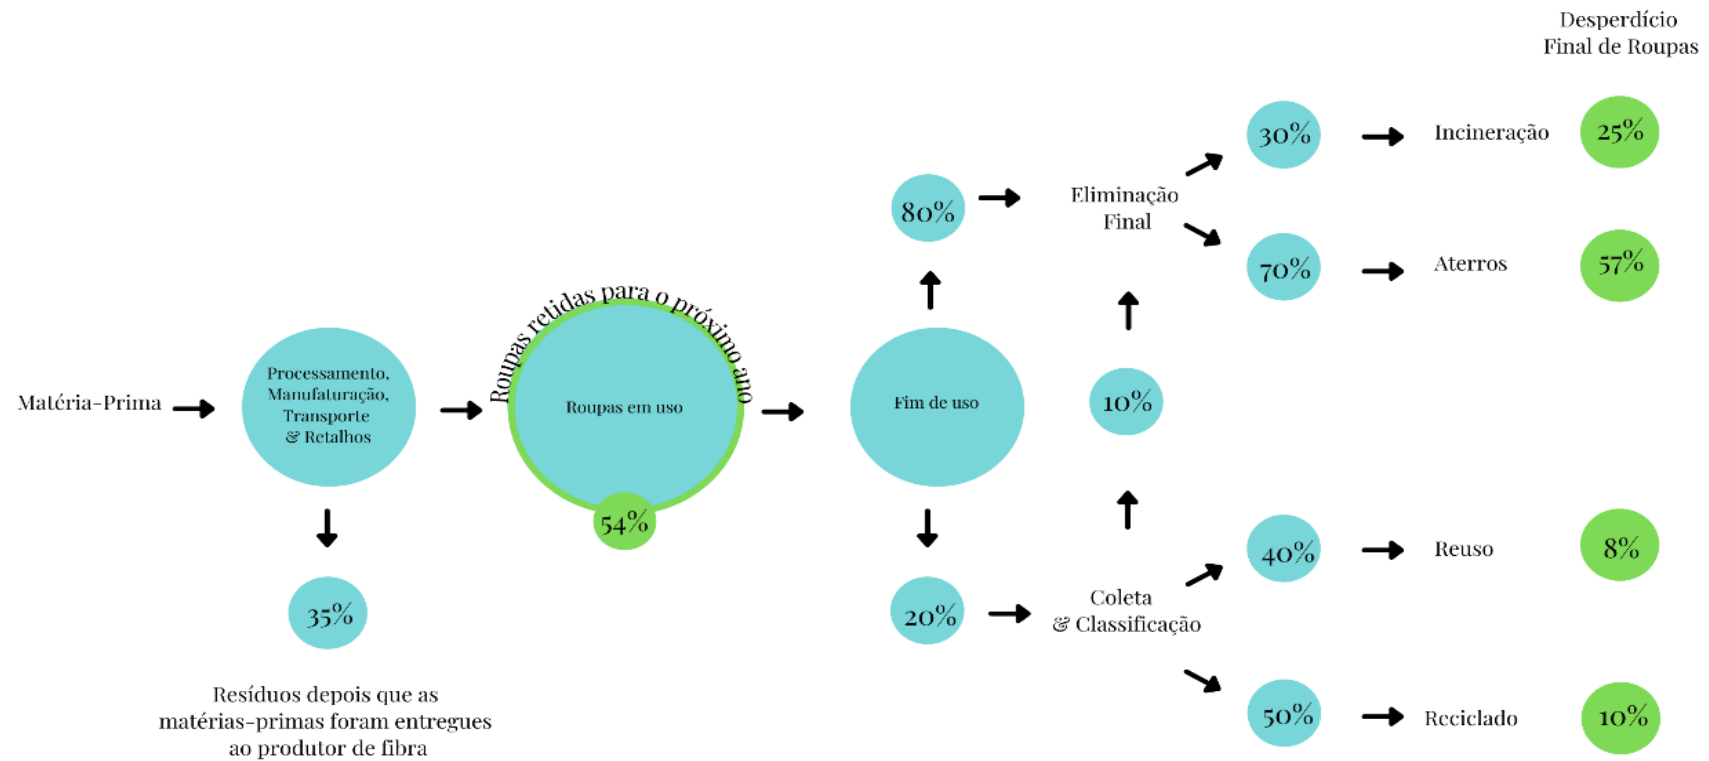 Desperdício
Final de Roupas
30%
Incineração
25%
80%
Eliminação
Final
70%
Aterros
57%
Matéria-Prima
Processamento,
Manufaturação,
Transporte
& Retalhos
Roupas retidas para o próximo ano
Roupas em uso
54%
Fim de uso
10%
35%
Resíduos depois que as
matérias-primas foram entregues
ao produtor de fibra
20%
Coleta
& Classificação
40%
Reuso
8%
50%
Reciclado
10%